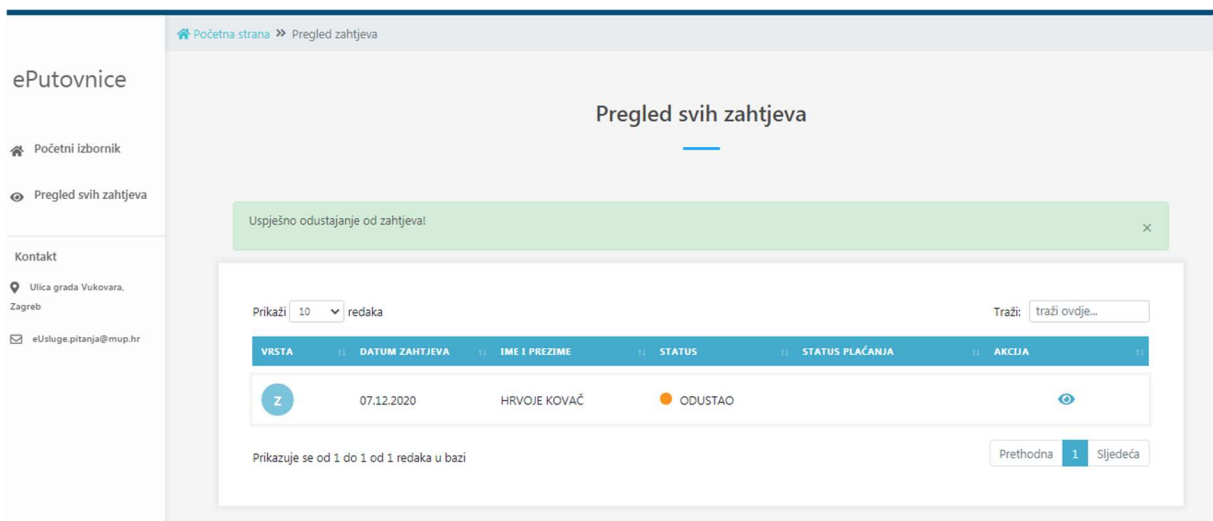 Početna strana » Pregled zahtjeva
ePutovnice
Početni izbornik
Pregled svih zahtjeva
Kontakt
Ulica grada Vukovara,
Zagreb
eUsluge.pitanja@mup.hr
Pregled svih zahtjeva
Uspješno odustajanje od zahtjeva! ×
Prikaži 10 redaka Traži: traži ovdje...
VRSTA DATUM ZAHTJEVA IME I PREZIME STATUS STATUS PLAĆANJA AKCIJA
Z 07.12.2020 HRVOJE KOVAČ ODUSTAO
Prikazuje se od 1 do 1 od 1 redaka u bazi Prethodna 1 Sljedeća